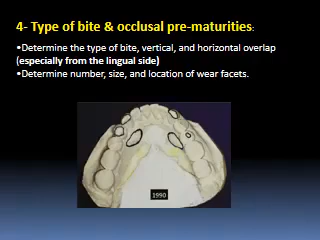 4- Type of bite & occlusal pre-maturities:
•Determine the type of bite, vertical, and horizontal overlap
(especially from the lingual side)
•Determine number, size, and location of wear facets.
1990